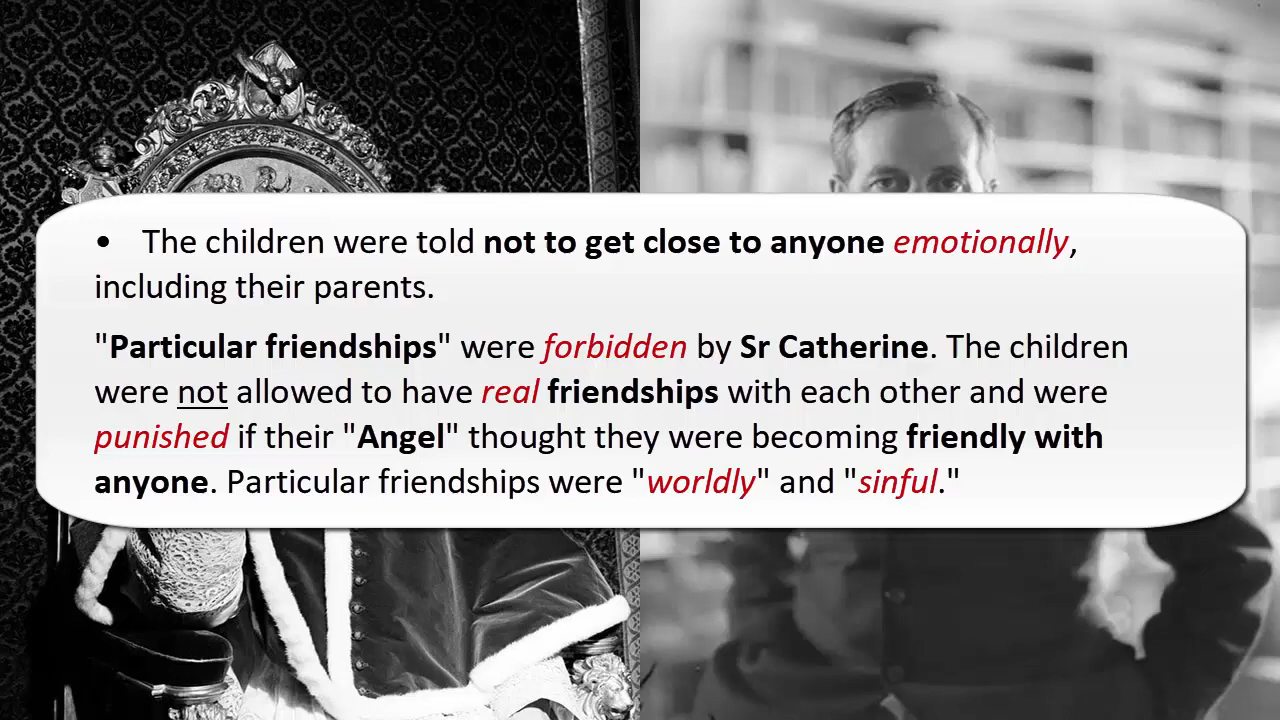 • The children were told not to get close to anyone emotionally,
including their parents.
"Particular friendships" were forbidden by Sr Catherine. The children
were not allowed to have real friendships with each other and were
punished if their "Angel" thought they were becoming friendly with
anyone. Particular friendships were "worldly" and "sinful."